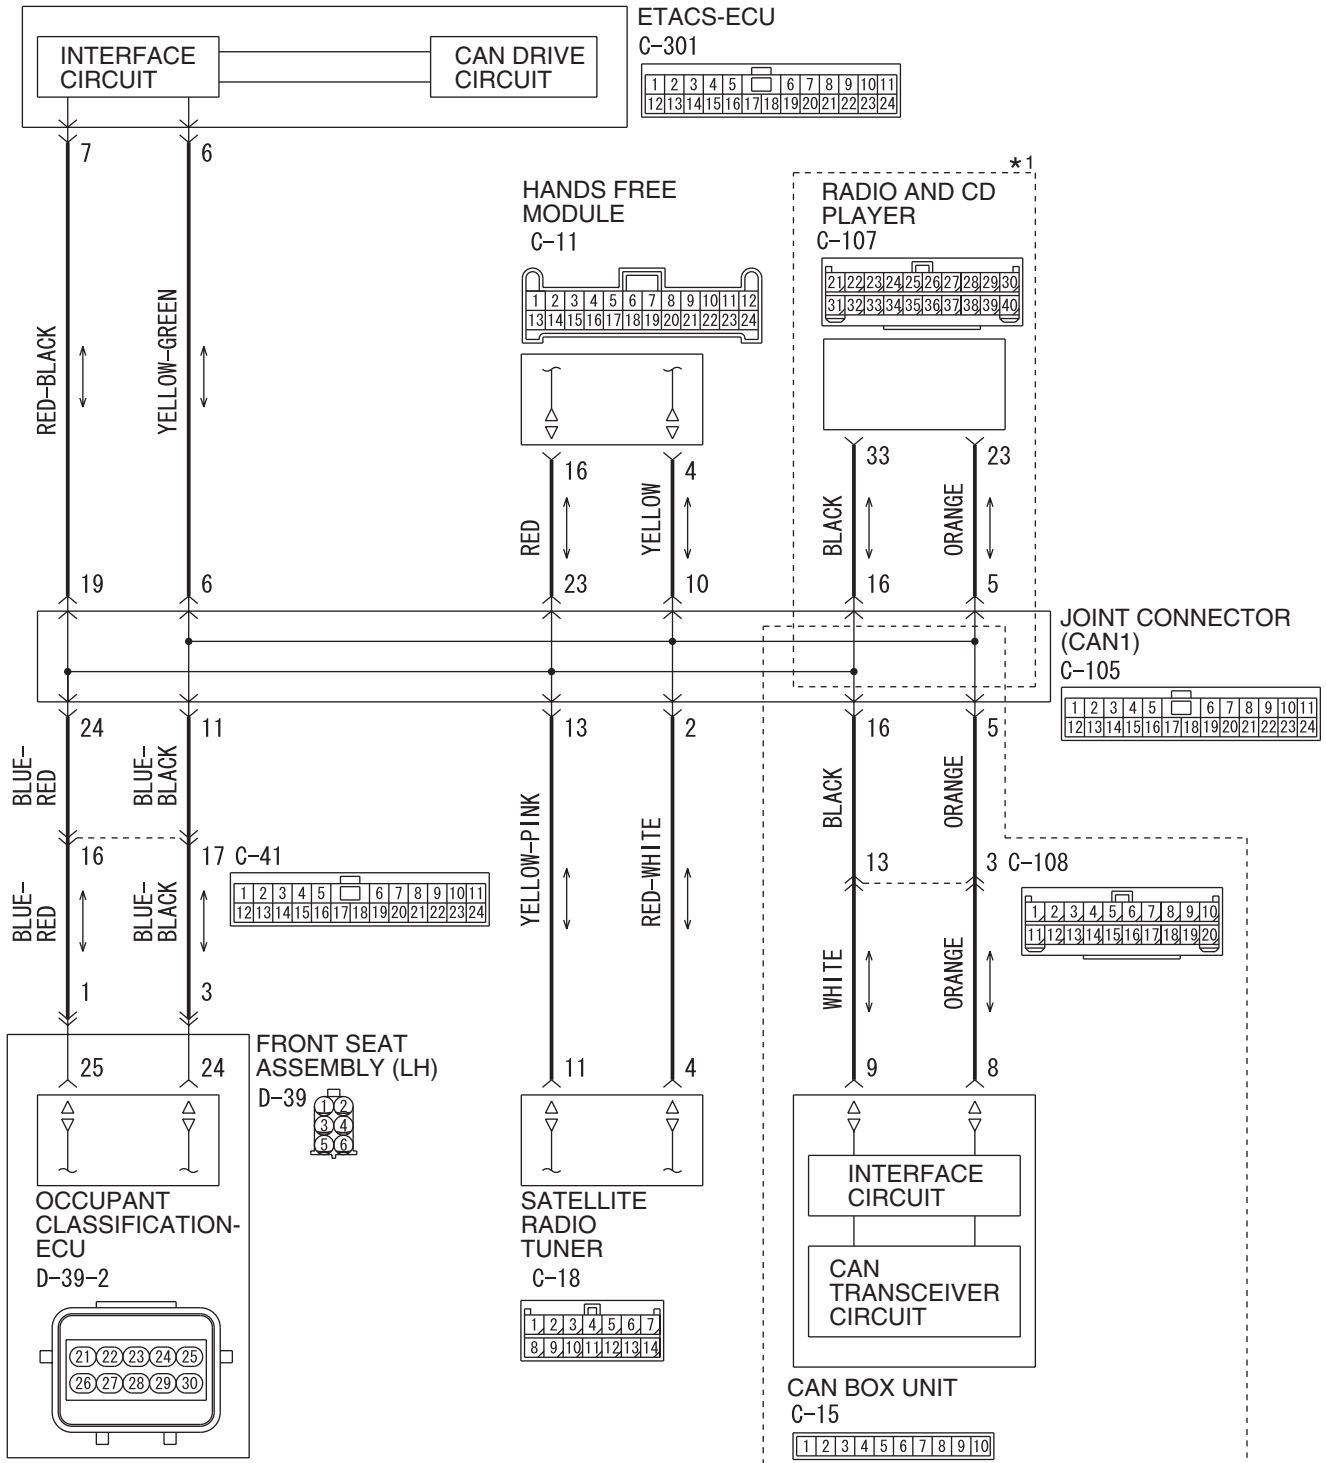 ETACS-ECU
C-301
INTERFACE
CIRCUIT
CAN DRIVE
CIRCUIT
1 2 3 4 5 6 7 8 9 10 11
12 13 14 15 16 17 18 19 20 21 22 23 24
7
6
*1
HANDS FREE
MODULE
C-11
1 2 3 4 5 6 7 8 9 10 11 12
13 14 15 16 17 18 19 20 21 22 23 24
RADIO AND CD
PLAYER
C-107
21 22 23 24 25 26 27 28 29 30
31 32 33 34 35 36 37 38 39 40
RED-BLACK
YELLOW-GREEN
16
4
33
23
RED
YELLOW
BLACK
ORANGE
19
6
23
10
16
5
JOINT CONNECTOR
(CAN1)
C-105
1 2 3 4 5 6 7 8 9 10 11
12 13 14 15 16 17 18 19 20 21 22 23 24
24
11
13
2
16
5
BLUE-
RED
BLUE-
BLACK
YELLOW-PINK
RED-WHITE
BLACK
ORANGE
16
17
C-41
1 2 3 4 5 6 7 8 9 10 11
12 13 14 15 16 17 18 19 20 21 22 23 24
13
3
C-108
1 2 3 4 5 6 7 8 9 10
11 12 13 14 15 16 17 18 19 20
BLUE-
RED
BLUE-
BLACK
WHITE
ORANGE
1
3
FRONT SEAT
ASSEMBLY (LH)
D-39
1 2
3 4
5 6
25
24
11
4
9
8
OCCUPANT
CLASSIFICATION-
ECU
D-39-2
21 22 23 24 25
26 27 28 29 30
SATELLITE
RADIO
TUNER
C-18
1 2 3 4 5 6 7
8 9 10 11 12 13 14
INTERFACE
CIRCUIT
CAN
TRANSCEIVER
CIRCUIT
CAN BOX UNIT
C-15
1 2 3 4 5 6 7 8 9 10